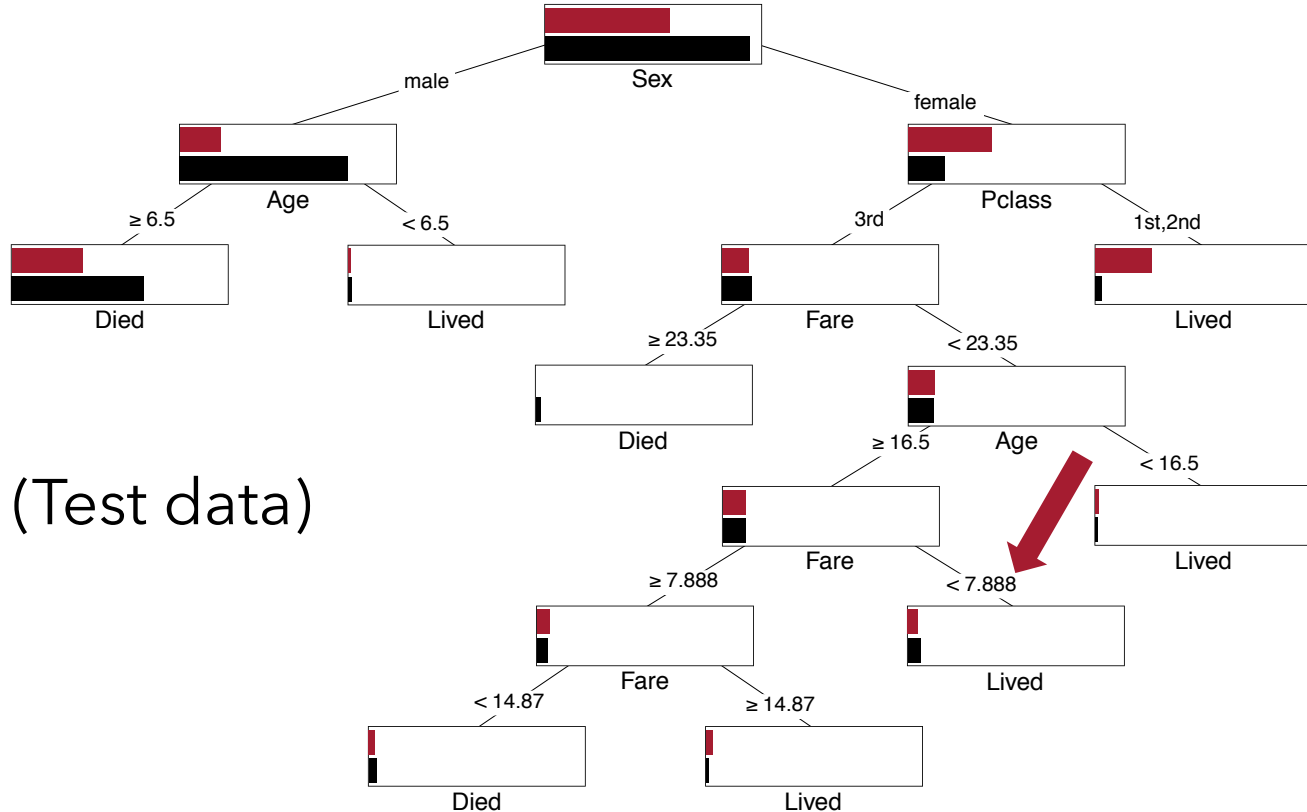 Sex
male
female
Age
Pclass
≥ 6.5
< 6.5
3rd
1st,2nd
Died
Lived
Fare
Lived
≥ 23.35
< 23.35
Died
Age
≥ 16.5
< 16.5
(Test data)
Fare
Lived
≥ 7.888
< 7.888
Fare
Lived
< 14.87
≥ 14.87
Died
Lived